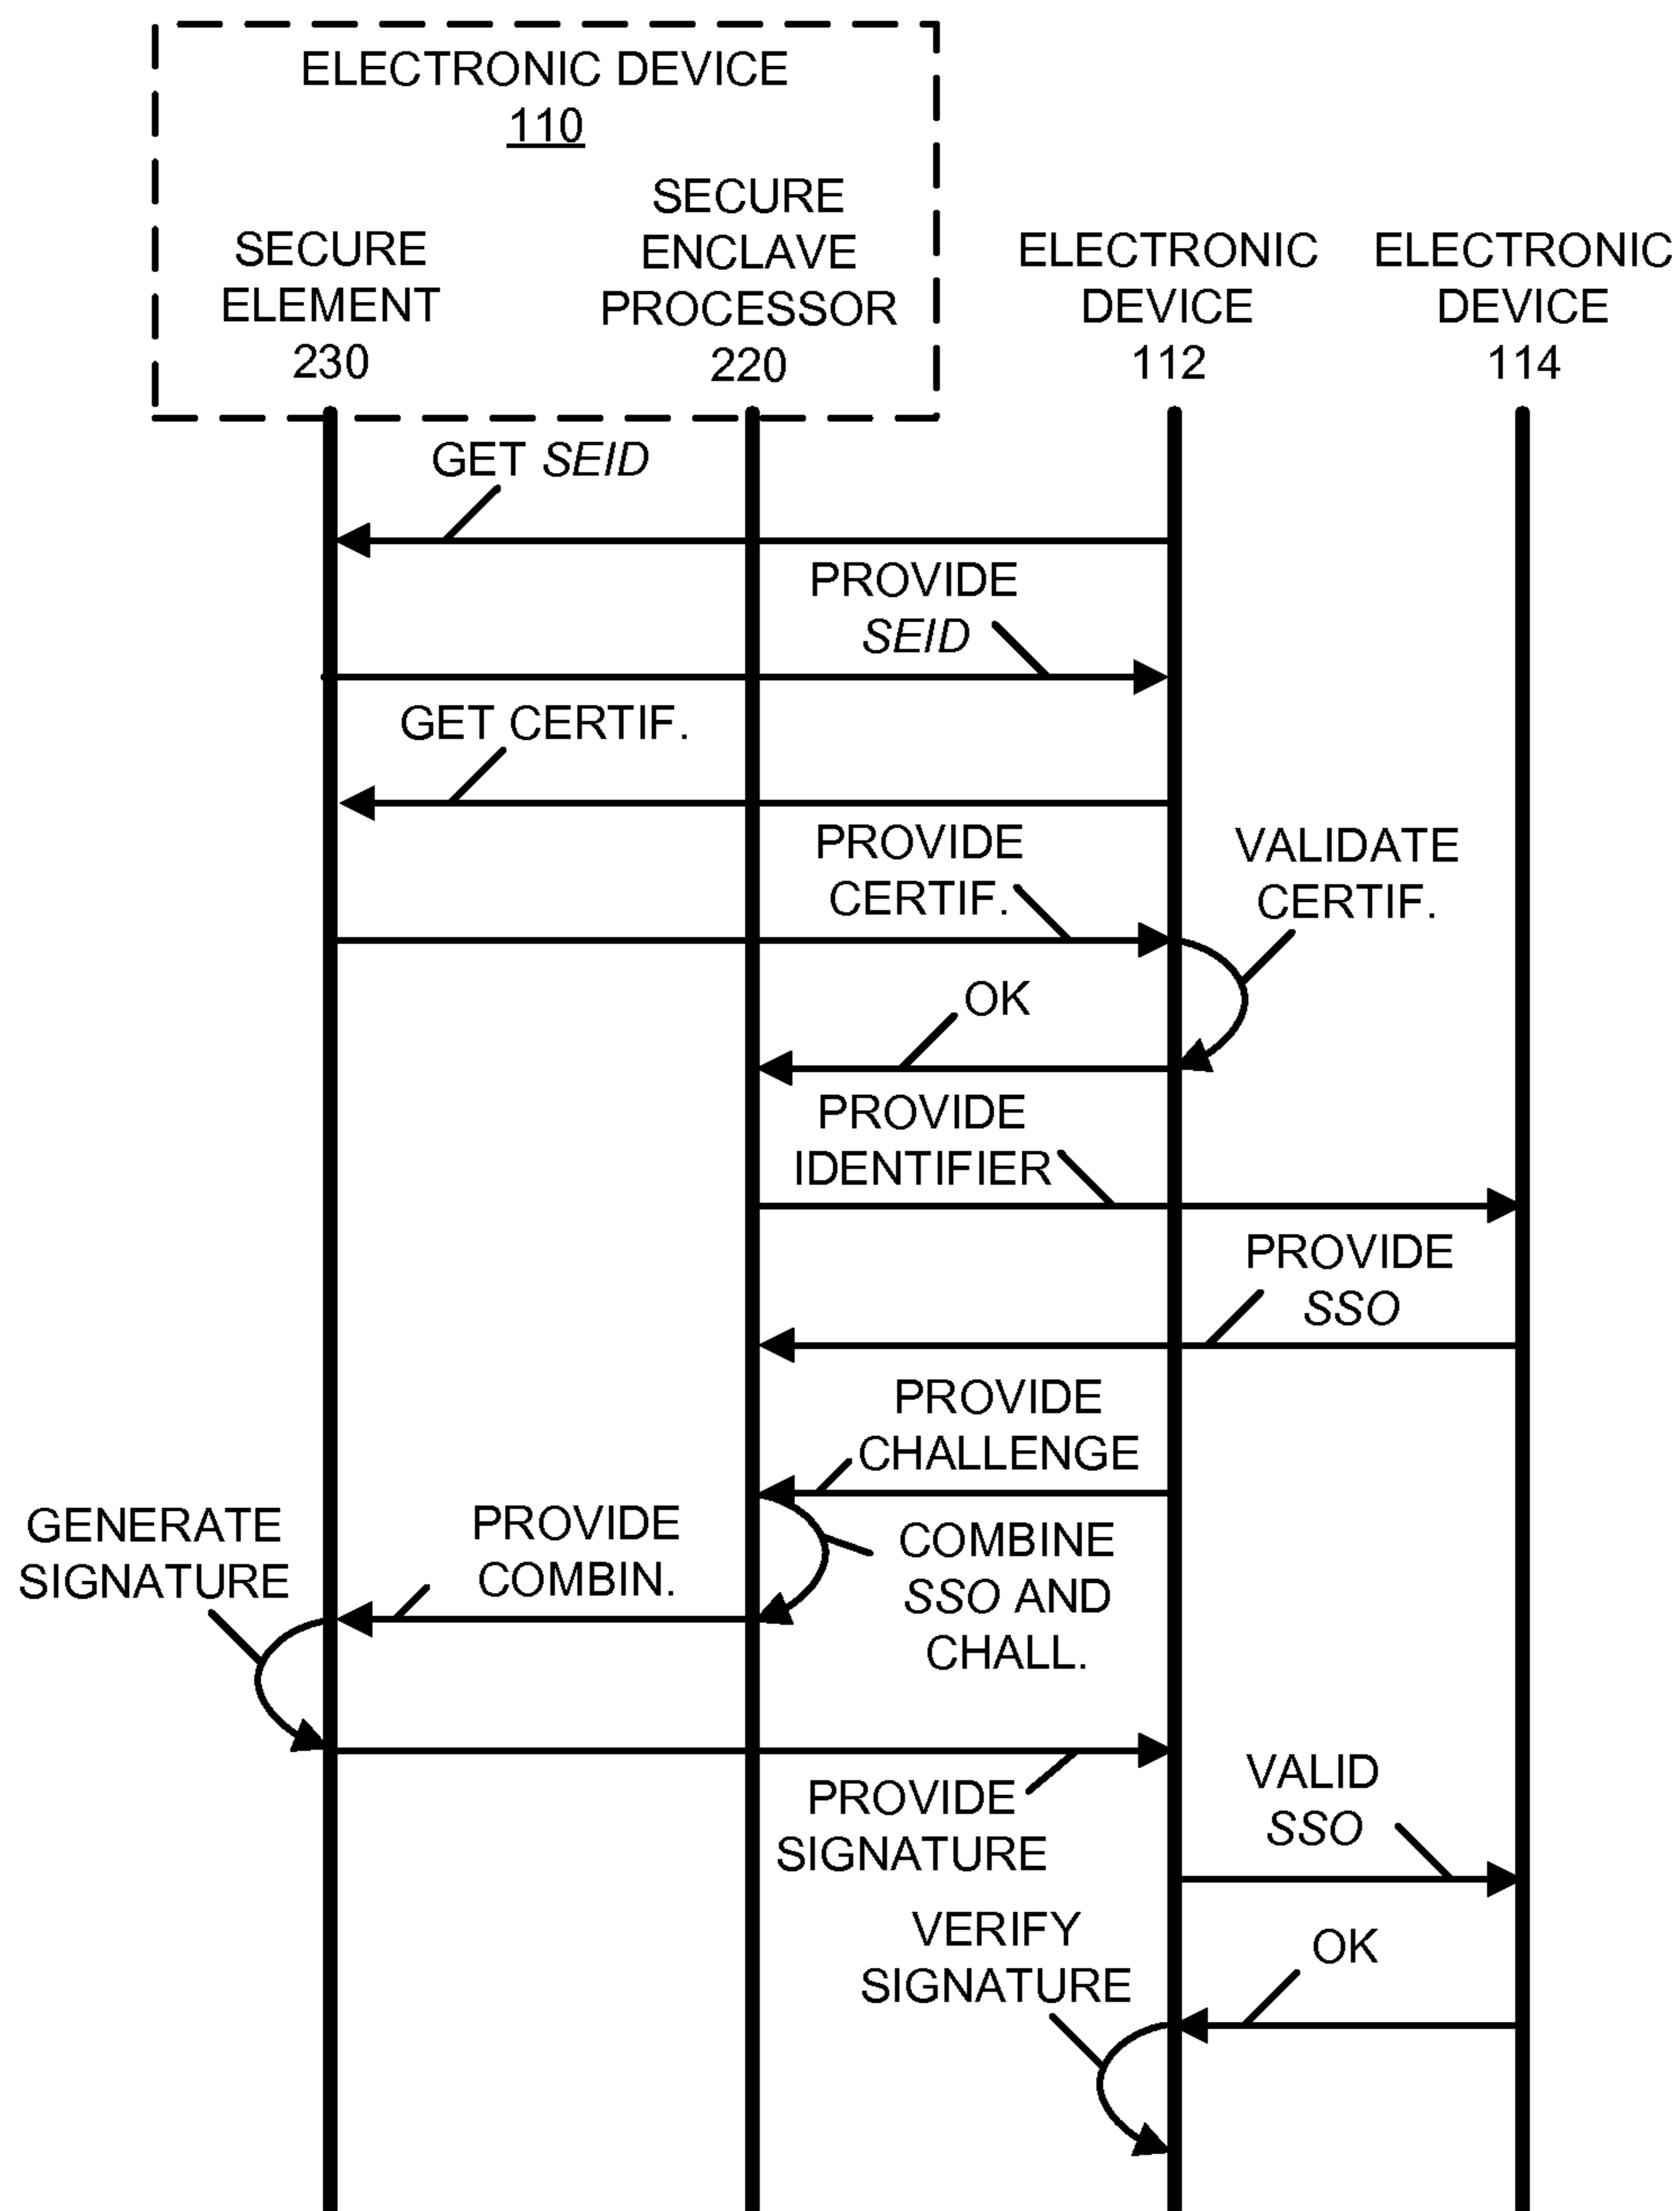 ELECTRONIC DEVICE
110
SECURE
ELEMENT
230
SECURE
ENCLAVE
PROCESSOR
220
ELECTRONIC
DEVICE
112
ELECTRONIC
DEVICE
114
GET SEID
PROVIDE
SEID
GET CERTIF.
PROVIDE
CERTIF.
VALIDATE
CERTIF.
OK
PROVIDE
IDENTIFIER
PROVIDE
SSO
PROVIDE
CHALLENGE
GENERATE
SIGNATURE
PROVIDE
COMBIN.
COMBINE
SSO AND
CHALL.
PROVIDE
SIGNATURE
VALID
SSO
VERIFY
SIGNATURE
OK